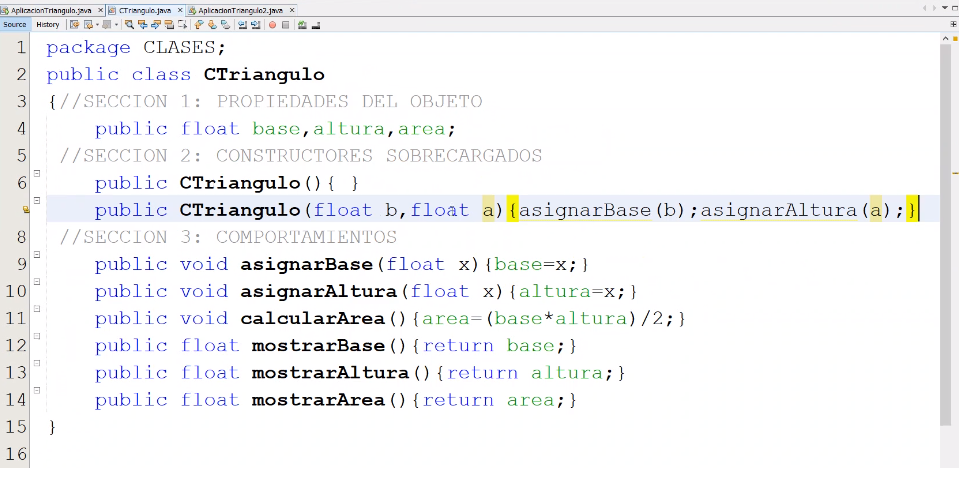 AplicacionTriangulo.java CTriangulo.java AplicacionTriangulo2.java
Source History
1 package CLASES;
2 public class CTriangulo
3 {//SECCION 1: PROPIEDADES DEL OBJETO
4 public float base,altura,area;
5 //SECCION 2: CONSTRUCTORES SOBRECARGADOS
6 public CTriangulo(){ }
public CTriangulo(float b,float a){asignarBase(b);asignarAltura(a);}
8 //SECCION 3: COMPORTAMIENTOS
9 public void asignarBase(float x){base=x;}
10 public void asignarAltura(float x){altura=x;}
11 public void calcularArea(){area=(base*altura)/2;}
12 public float mostrarBase(){return base;}
13 public float mostrarAltura(){return altura;}
14 public float mostrarArea(){return area;}
15 }
16